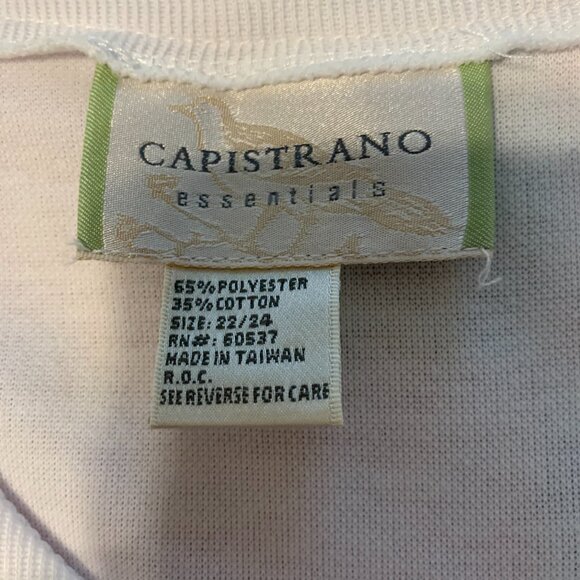 CAPISTRANO
essentials
65% POLYESTER
35% COTTON
SIZE: 22/24
RN#: 60537
MADE IN TAIWAN
R.O.C.
SEE REVERSE FOR CARE